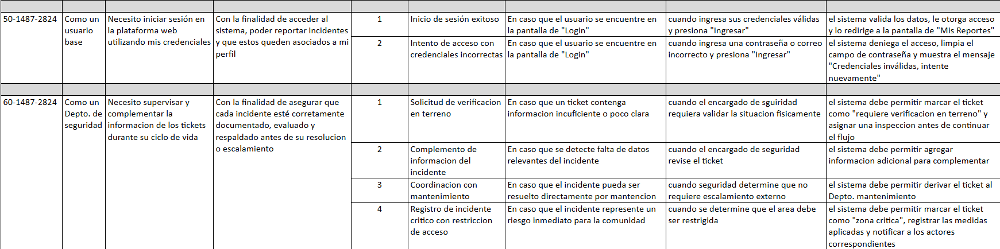 50-1487-2824
Como un
usuario
base
Necesito iniciar sesión en
la plataforma web
utilizando mis credenciales
Con la finalidad de acceder al
sistema, poder reportar incidentes
y que estos queden asociados a mi
perfil
1
Inicio de sesión exitoso
En caso que el usuario se encuentre en
la pantalla de "Login"
cuando ingresa sus credenciales válidas
y presiona "Ingresar"
el sistema valida los datos, le otorga acceso
y lo redirige a la pantalla de "Mis Reportes"
2
Intento de acceso con
credenciales incorrectas
En caso que el usuario se encuentre en
la pantalla de "Login"
cuando ingresa una contraseña o correo
incorrecto y presiona "Ingresar"
el sistema deniega el acceso, limpia el
campo de contraseña y muestra el mensaje
"Credenciales inválidas, intente
nuevamente"
60-1487-2824
Como un
Depto. de
seguridad
Necesito supervisar y
complementar la
informacion de los tickets
durante su ciclo de vida
Con la finalidad de asegurar que
cada incidente esté corretamente
documentado, evaluado y
respaldado antes de su resolucion
o escalamiento
1
Solicitud de verificacion
en terreno
En caso que un ticket contenga
informacion incuficiente o poco clara
cuando el encargado de sguiridad
requiera validar la situacion fisicamente
el sistema debe permitir marcar el ticket
como "requiere verificacion en terreno" y
asignar una inspeccion antes de continuar
el flujo
2
Complemento de
informacion del
incidente
En caso que se detecte falta de datos
relevantes del incidente
cuando el encargado de seguridad
revise el ticket
el sistema debe permitir agregar
informacion adicional para complementar
3
Coordinacion con
mantenimiento
En caso que el incidente pueda ser
resuelto directamente por mantencion
cuando seguridad determine que no
requiere escalamiento externo
el sistema debe permitir derivar el ticket al
Depto. mantenimiento
4
Registro de incidente
critico con restriccion
de acceso
En caso que el incidente represente un
riesgo inmediato para la comunidad
cuando se determina que el area debe
ser restrigida
el sistema debe permitir marcar el ticket
como "zona critica", registrar las medidas
aplicadas y notificar a los actores
correspondientes